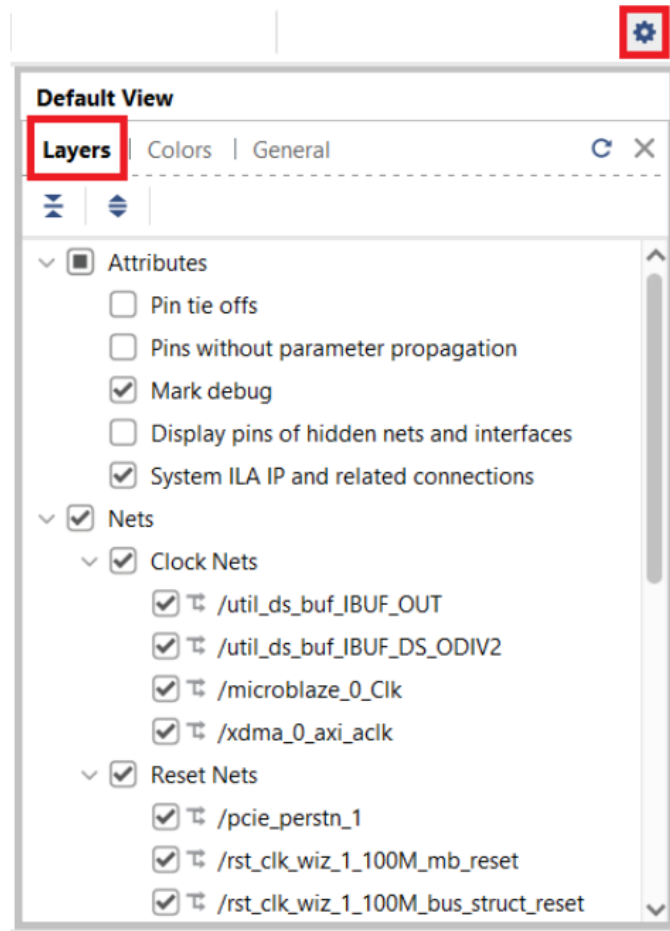 Default View
Layers | Colors | General
Attributes
Pin tie offs
Pins without parameter propagation
Mark debug
Display pins of hidden nets and interfaces
System ILA IP and related connections
Nets
Clock Nets
/util_ds_buf_IBUF_OUT
/util_ds_buf_IBUF_DS_ODIV2
/microblaze_0_Clk
/xdma_0_axi_aclk
Reset Nets
/pcie_perstn_1
/rst_clk_wiz_1_100M_mb_reset
/rst_clk_wiz_1_100M_bus_struct_reset